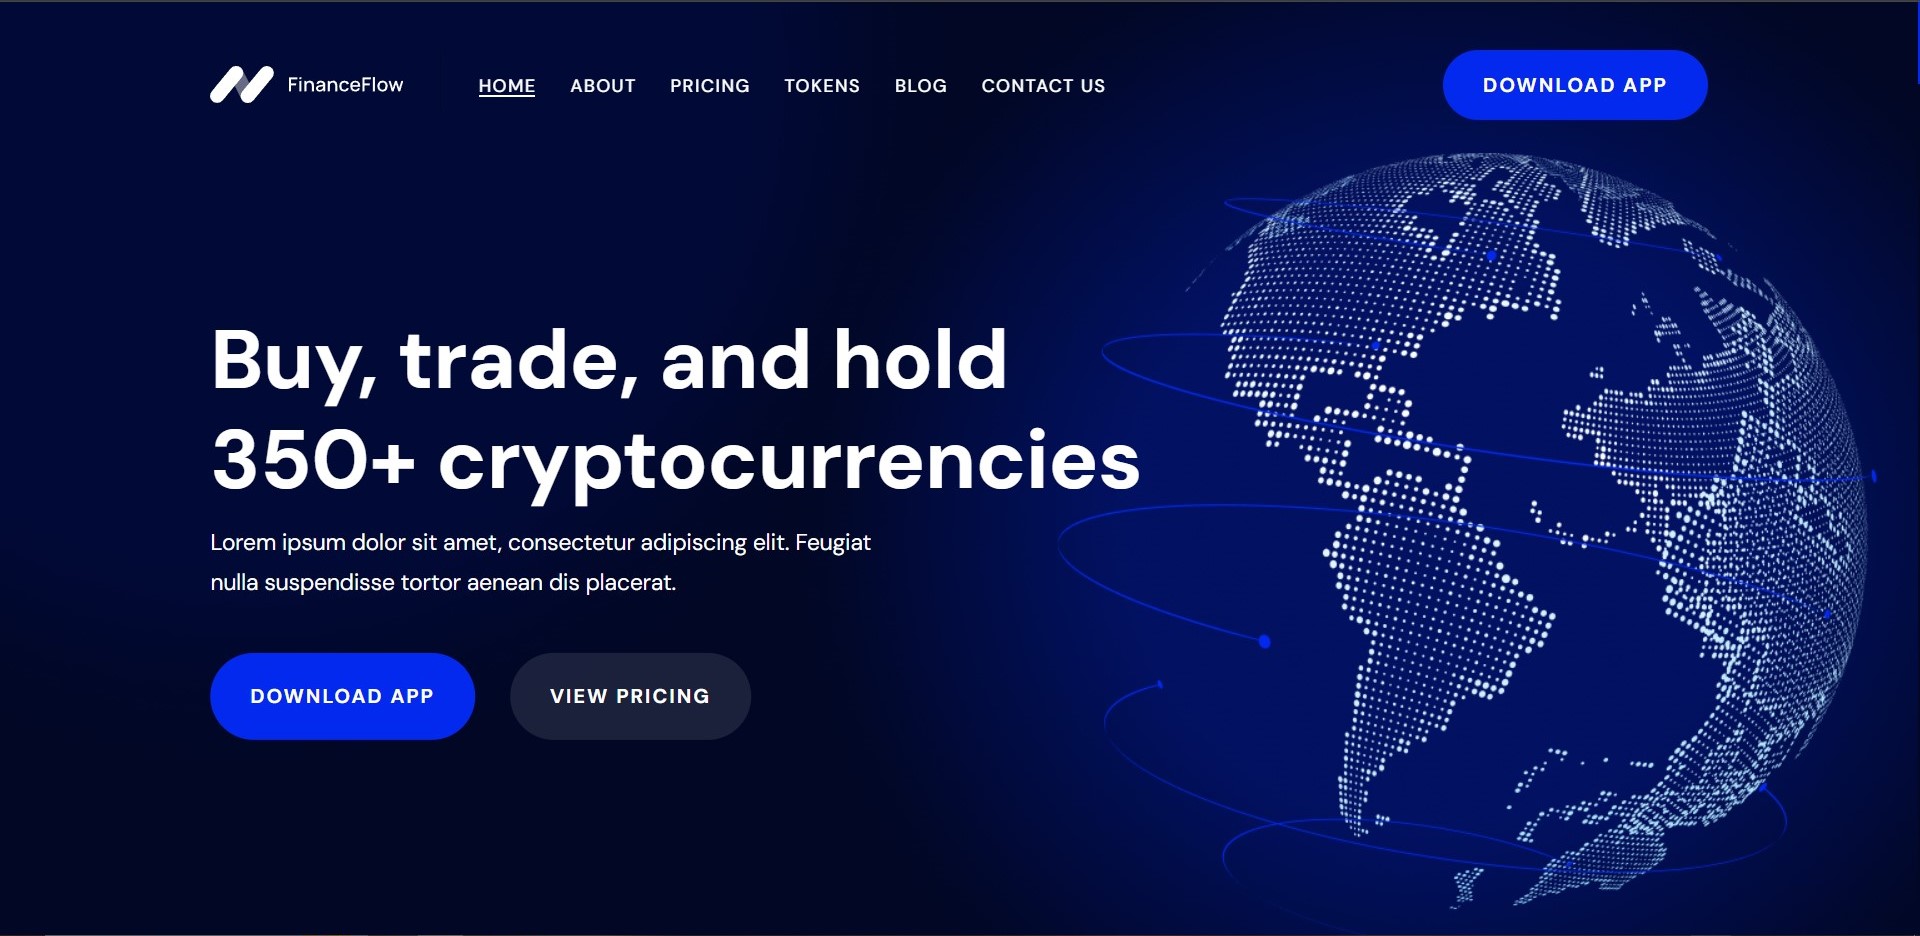 FinanceFlow
HOME ABOUT PRICING TOKENS BLOG CONTACT US
DOWNLOAD APP
Buy, trade, and hold
350+ cryptocurrencies
Lorem ipsum dolor sit amet, consectetur adipiscing elit. Feugiat
nulla suspendisse tortor aenean dis placerat.
DOWNLOAD APP
VIEW PRICING